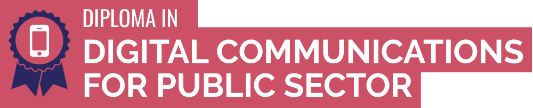 DIPLOMA IN
DIGITAL COMMUNICATIONS
FOR PUBLIC SECTOR